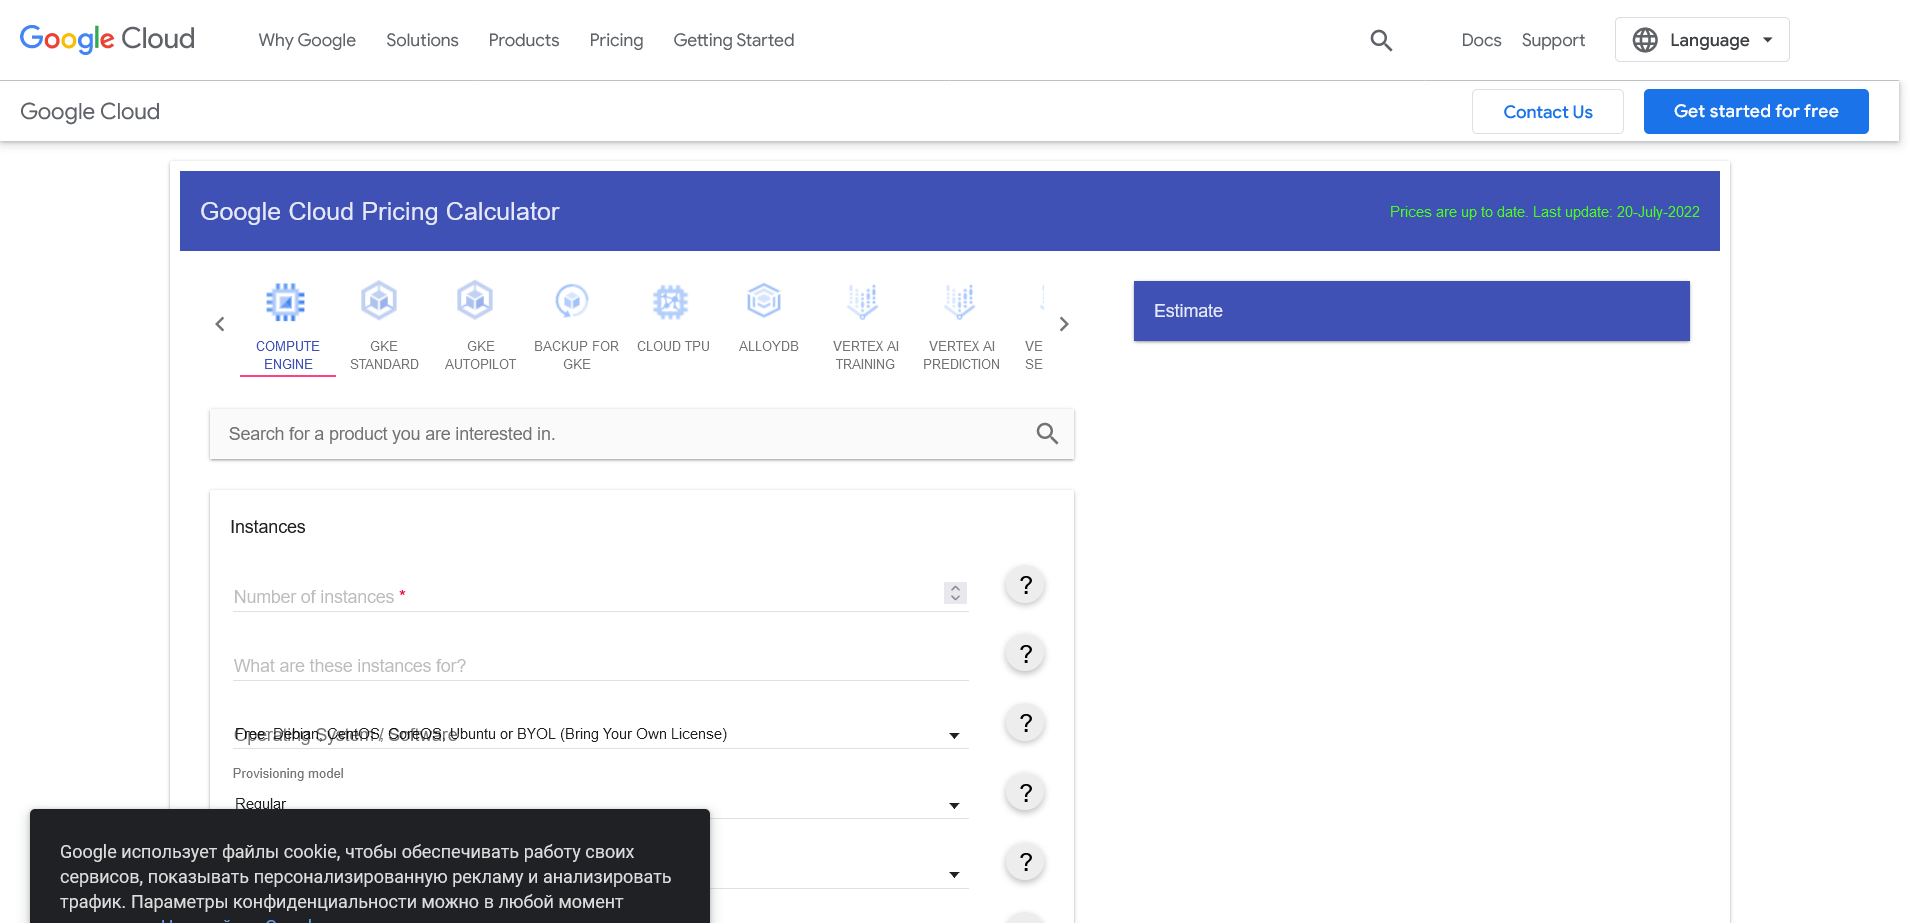 Google Cloud
Why Google
Solutions
Products
Pricing
Getting Started
Docs
Support
Language
Google Cloud
Contact Us
Get started for free
Google Cloud Pricing Calculator
Prices are up to date. Last update: 20-July-2022
COMPUTE
ENGINE
GKE
STANDARD
GKE
AUTOPILOT
BACKUP FOR
GKE
CLOUD TPU
ALLOYDB
VERTEX AI
TRAINING
VERTEX AI
PREDICTION
VE
SE
Estimate
Search for a product you are interested in.
Instances
Number of instances *
?
What are these instances for?
?
Operating System / Software
Free: Debian, CentOS, CoreOS, Ubuntu or BYOL (Bring Your Own License)
?
Provisioning model
Regular
?
?
Google использует файлы cookie, чтобы обеспечивать работу своих
сервисов, показывать персонализированную рекламу и анализировать
трафик. Параметры конфиденциальности можно в любой момент